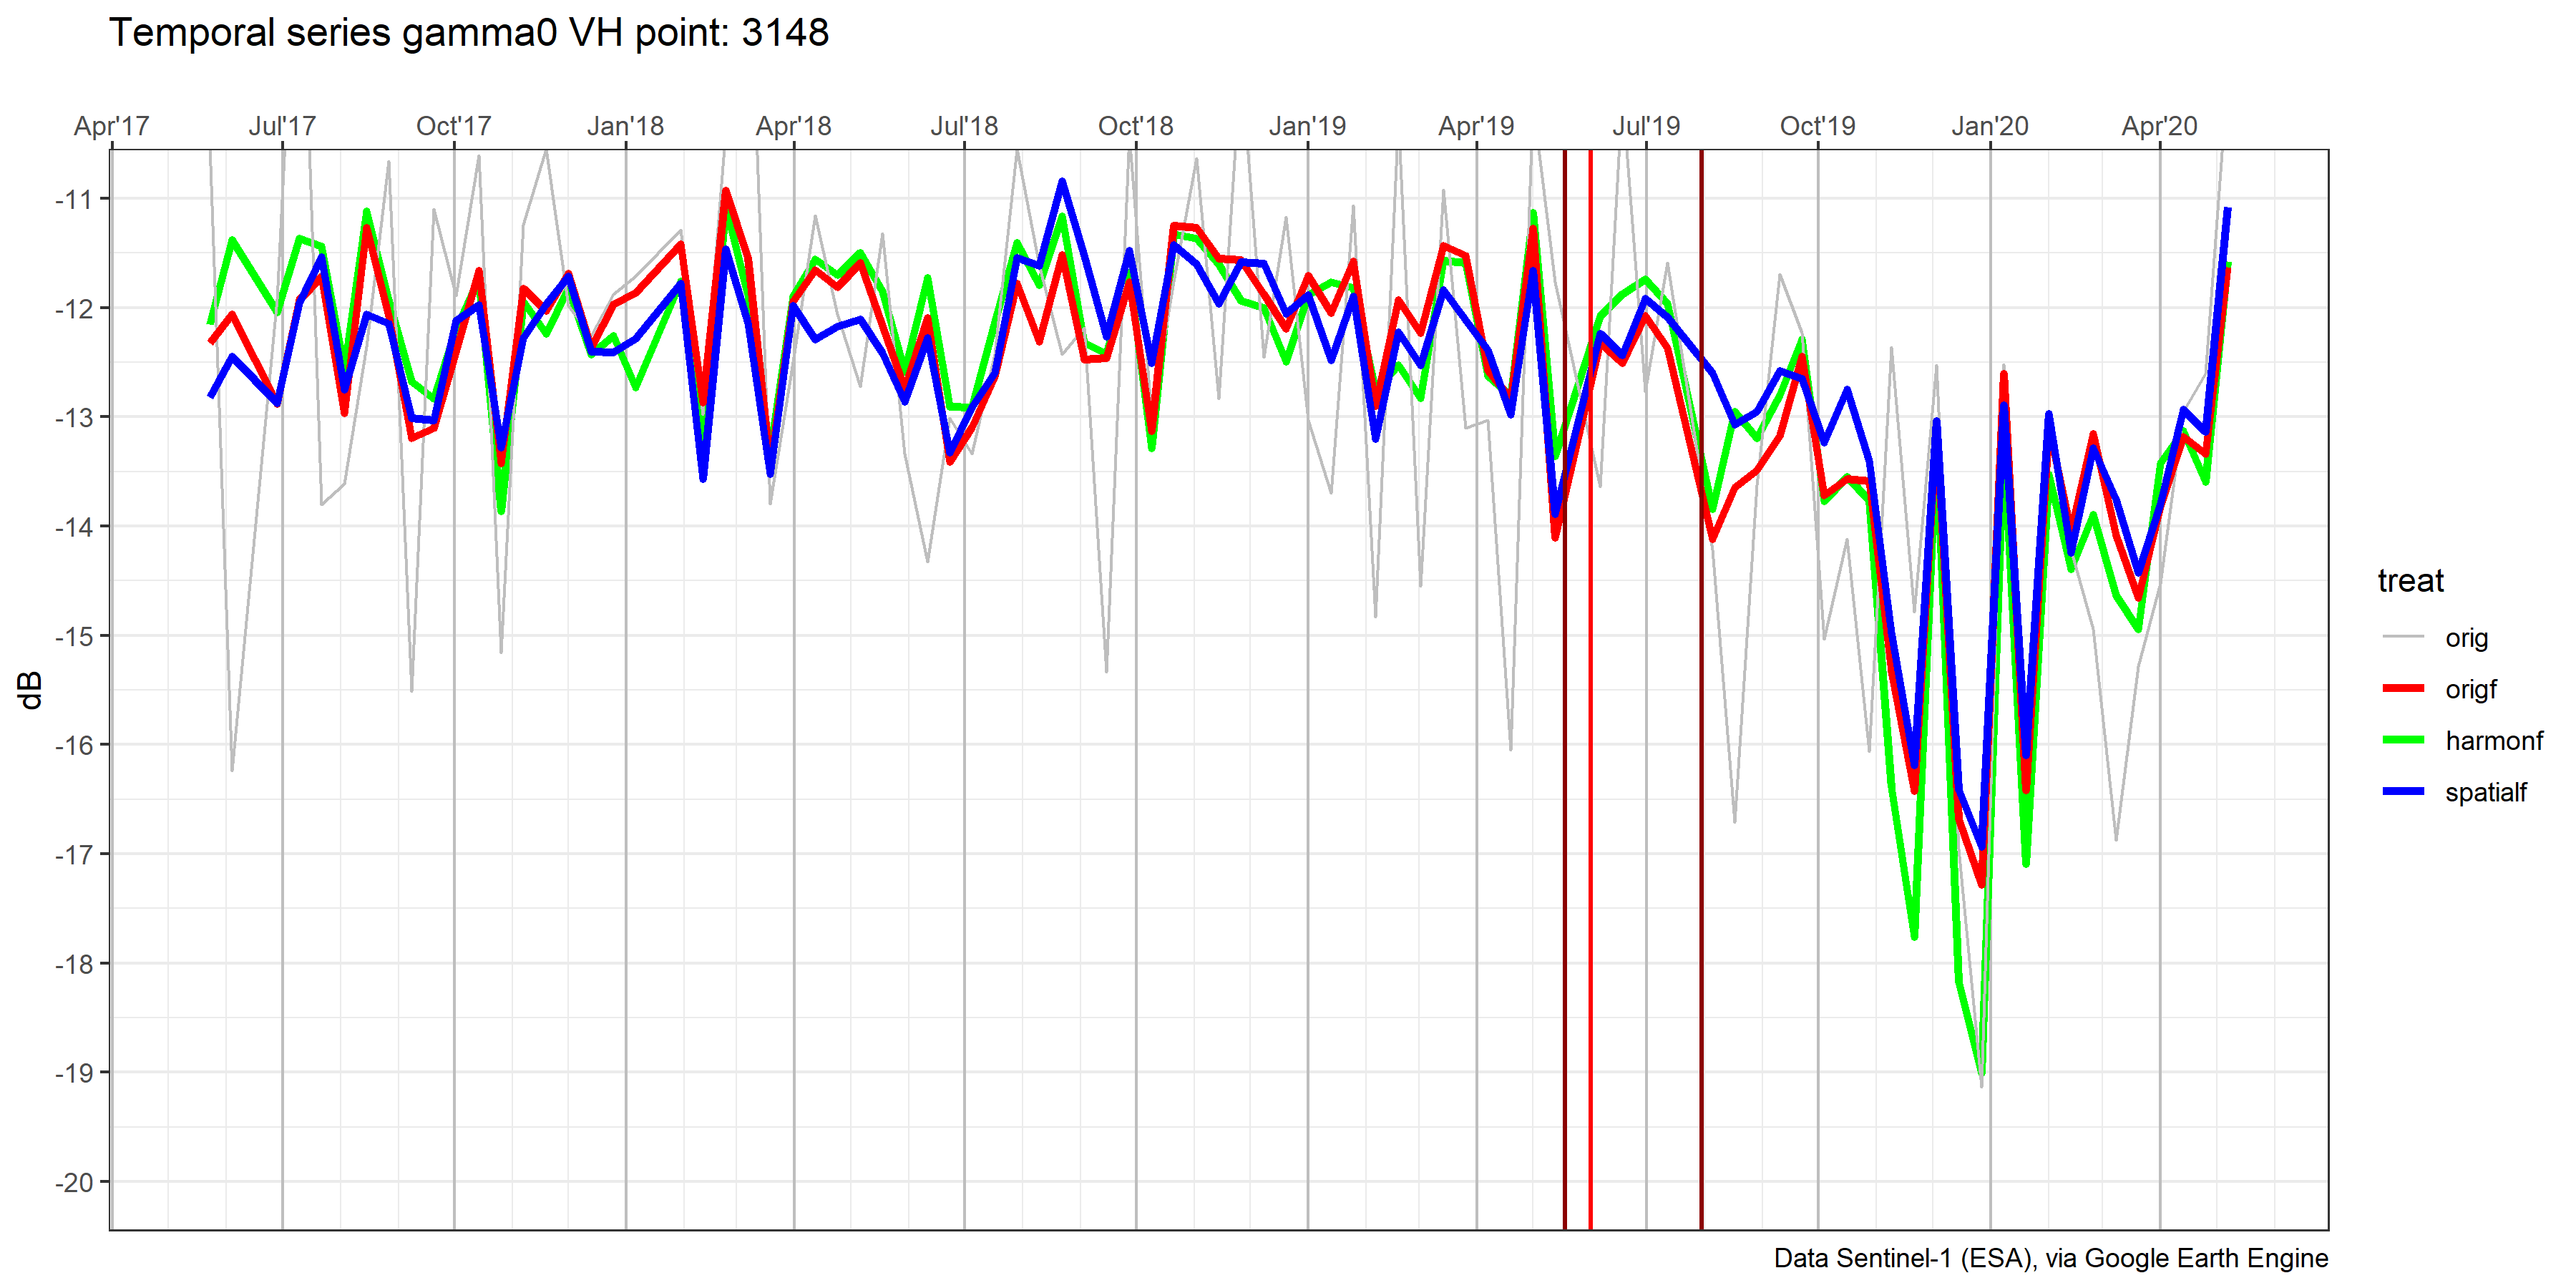 Temporal series gamma0 VH point: 3148
Apr'17 Jul'17 Oct'17 Jan'18 Apr'18 Jul'18 Oct'18 Jan'19 Apr'19 Jul'19 Oct'19 Jan'20 Apr'20
-11
-12
-13
-14
-15
-16
-17
-18
-19
-20
dB
treat
orig
origf
harmonf
spatialf
Data Sentinel-1 (ESA), via Google Earth Engine